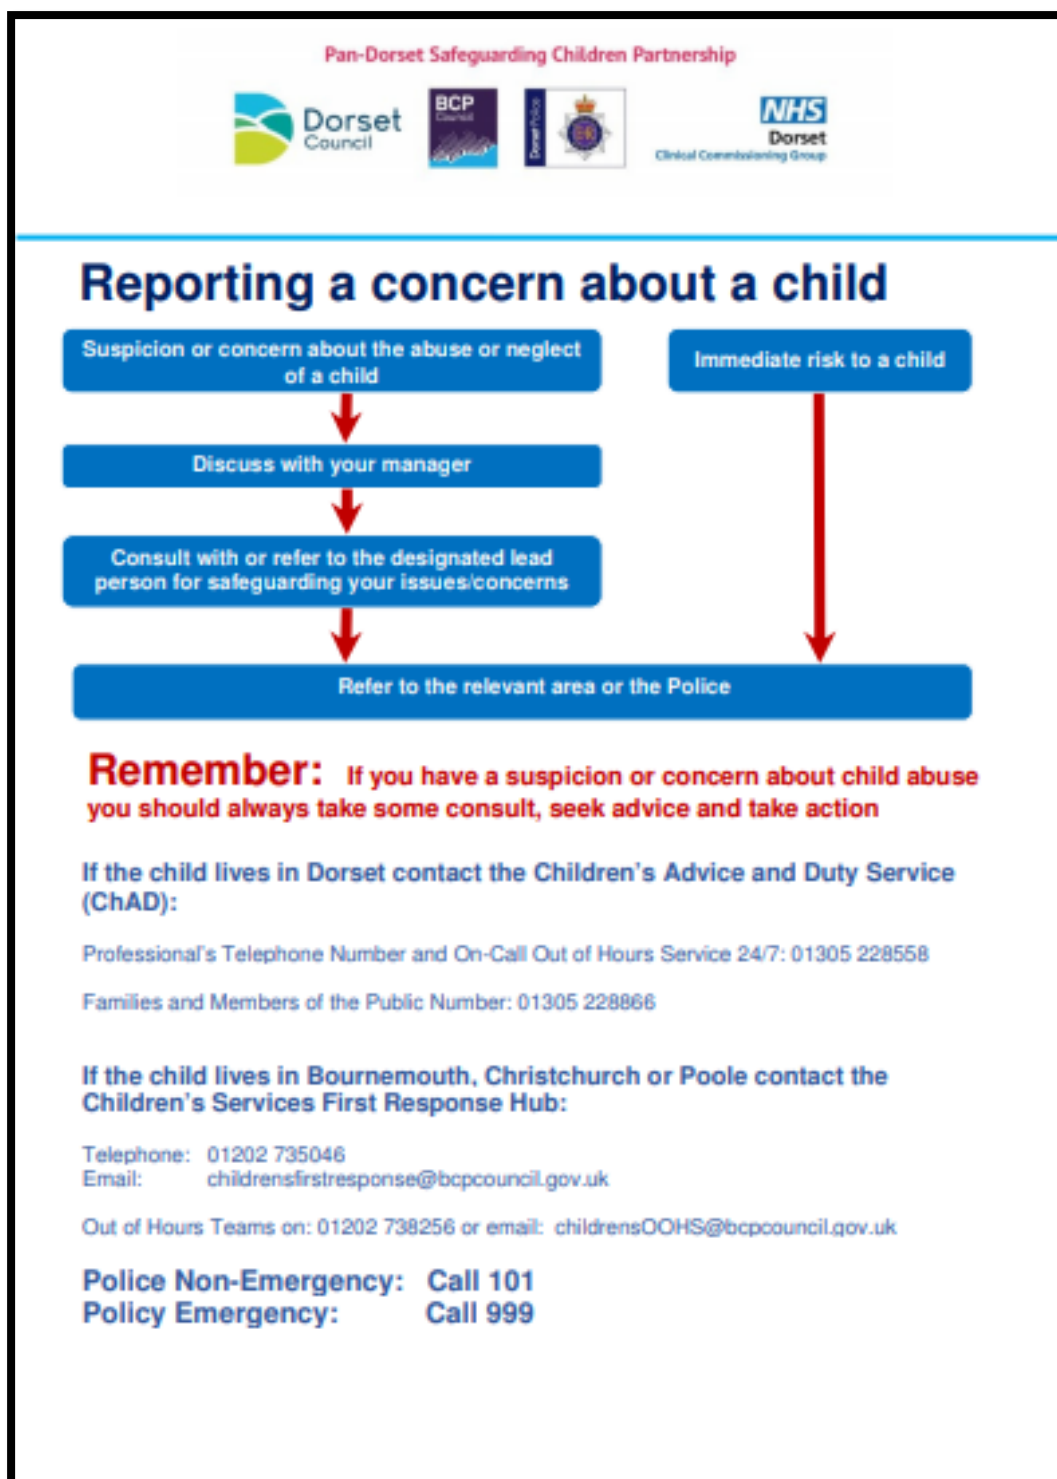 Pan-Dorset Safeguarding Children Partnership
Dorset
Council
BCP
Council
Dorset Police
NHS
Dorset
Clinical Commissioning Group
Reporting a concern about a child
Suspicion or concern about the abuse or neglect
of a child
Immediate risk to a child
Discuss with your manager
Consult with or refer to the designated lead
person for safeguarding your issues/concerns
Refer to the relevant area or the Police
Remember: If you have a suspicion or concern about child abuse
you should always take some consult, seek advice and take action
If the child lives in Dorset contact the Children's Advice and Duty Service
(ChAD):
Professional's Telephone Number and On-Call Out of Hours Service 24/7: 01305 228558
Families and Members of the Public Number: 01305 228866
If the child lives in Bournemouth, Christchurch or Poole contact the
Children's Services First Response Hub:
Telephone: 01202 735046
Email: childrensfirstresponse@bcpcouncil.gov.uk
Out of Hours Teams on: 01202 738256 or email: childrensOOHS@bcpcouncil.gov.uk
Police Non-Emergency: Call 101
Policy Emergency: Call 999